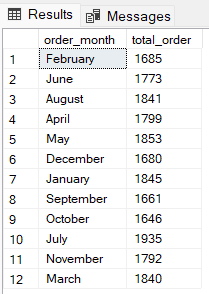 Results Messages
order_month total_order
1 February 1685
2 June 1773
3 August 1841
4 April 1799
5 May 1853
6 December 1680
7 January 1845
8 September 1661
9 October 1646
10 July 1935
11 November 1792
12 March 1840